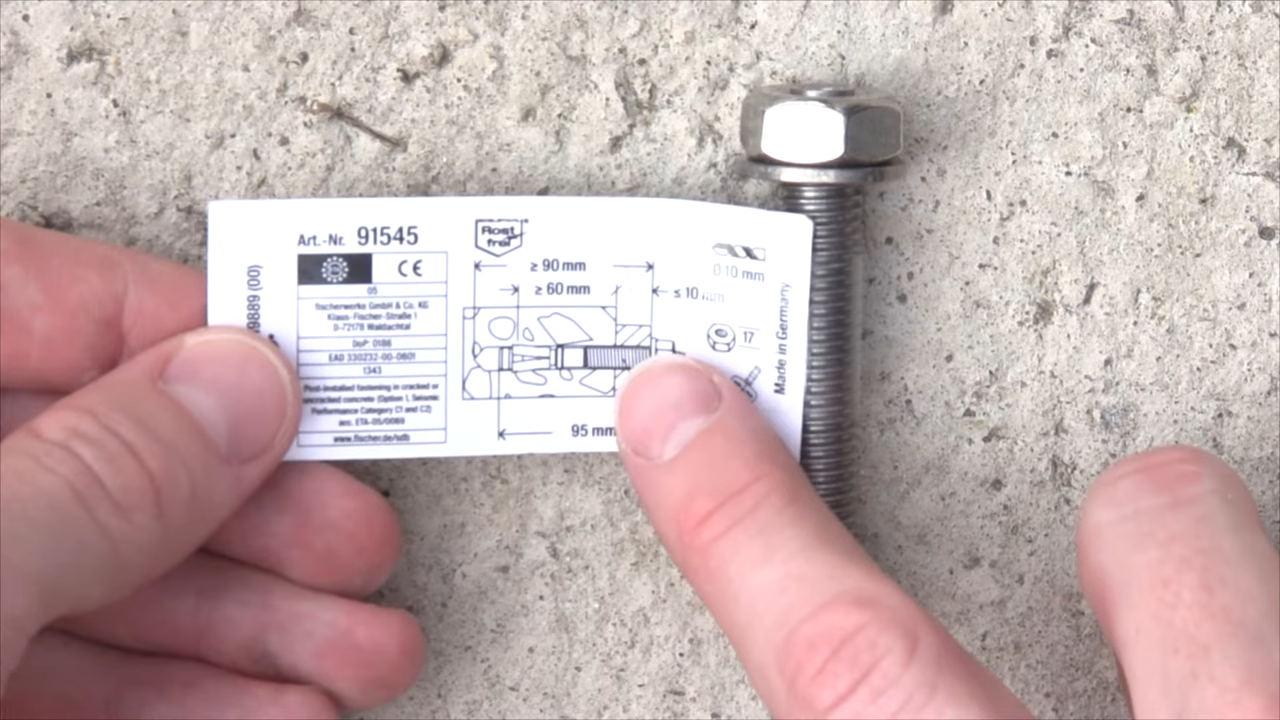 Art.-Nr. 91545
CE
05
fischerwerke GmbH & Co. KG
Klaus-Fischer-Straße 1
D-72178 Waldachtal
DoP: 0186
EAD 330232-00-0601
1343
Post-installed fastening in cracked or
uncracked concrete (Option 1, Seismic
Performance Category C1 and C2)
acc. ETA-05/0069
www.fischer.de/sdb
9889 (00)
Rost
frei
≥ 90 mm
≥ 60 mm
≤ 10 mm
95 mm
10 mm
17
Made in Germany